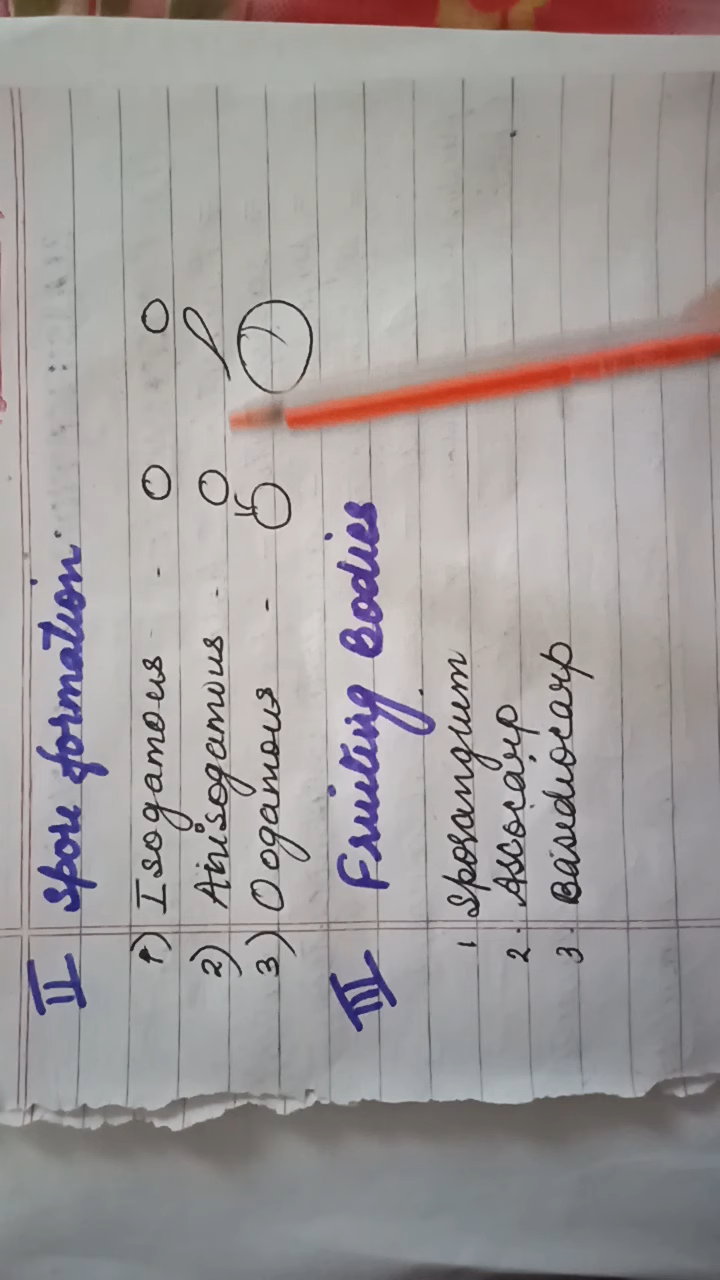 II spore formation.
1) Isogamous -
2) Anisogamous -
3) Oogamous -
III Fruiting Bodies
1. Sporangium
2. Ascocarp
3. Basidiocarp